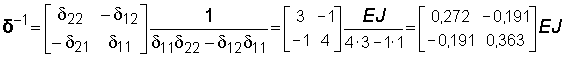 δ⁻¹ = [δ22 −δ12; −δ21 δ11] 1/(δ11δ22 − δ12δ11) = [3 −1; −1 4] EJ/(4·3−1·1) = [0,272 −0,191; −0,191 0,363] EJ